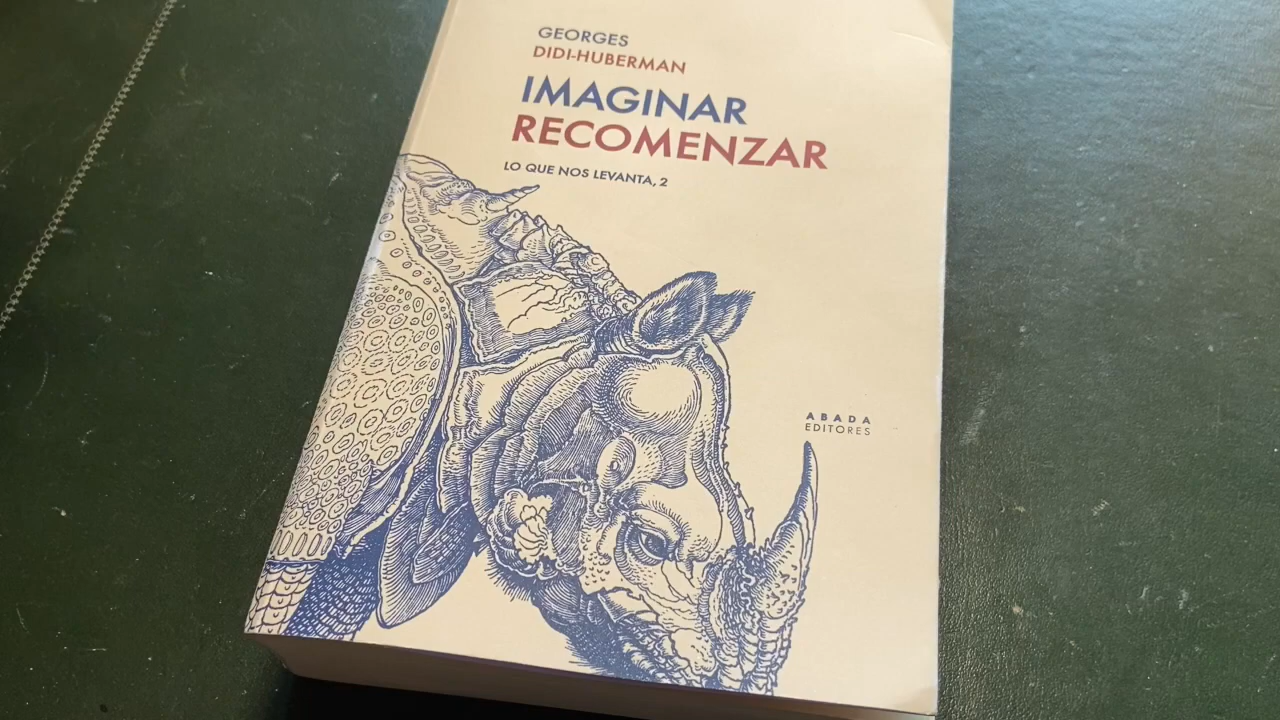 GEORGES
DIDI-HUBERMAN
IMAGINAR
RECOMENZAR
LO QUE NOS LEVANTA, 2
ABADA
EDITORES